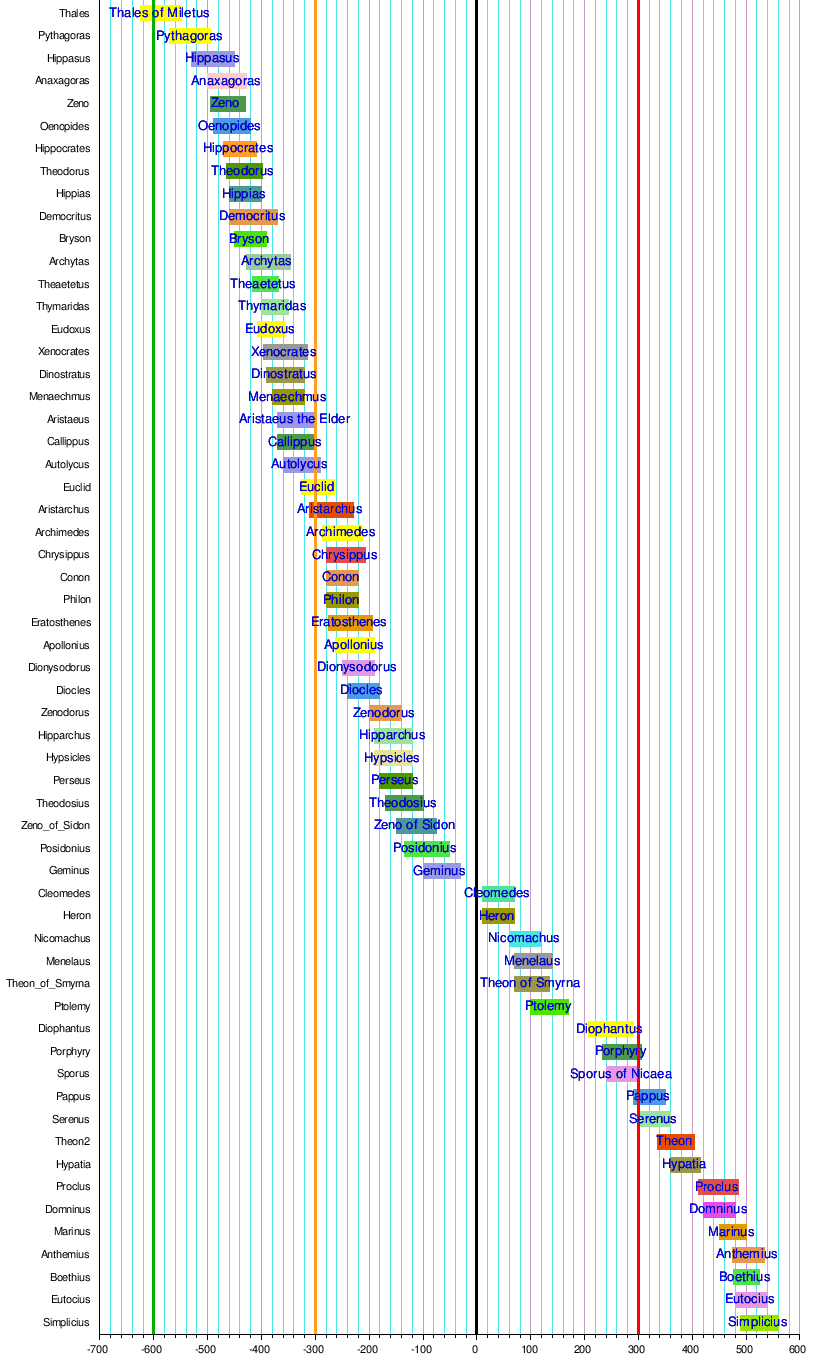 Thales Thales of Miletus
Pythagoras Pythagoras
Hippasus Hippasus
Anaxagoras Anaxagoras
Zeno Zeno
Oenopides Oenopides
Hippocrates Hippocrates
Theodorus Theodorus
Hippias Hippias
Democritus Democritus
Bryson Bryson
Archytas Archytas
Theaetetus Theaetetus
Thymaridas Thymaridas
Eudoxus Eudoxus
Xenocrates Xenocrates
Dinostratus Dinostratus
Menaechmus Menaechmus
Aristaeus Aristaeus the Elder
Callippus Callippus
Autolycus Autolycus
Euclid Euclid
Aristarchus Aristarchus
Archimedes Archimedes
Chrysippus Chrysippus
Conon Conon
Philon Philon
Eratosthenes Eratosthenes
Apollonius Apollonius
Dionysodorus Dionysodorus
Diocles Diocles
Zenodorus Zenodorus
Hipparchus Hipparchus
Hypsicles Hypsicles
Perseus Perseus
Theodosius Theodosius
Zeno_of_Sidon Zeno of Sidon
Posidonius Posidonius
Geminus Geminus
Cleomedes Cleomedes
Heron Heron
Nicomachus Nicomachus
Menelaus Menelaus
Theon_of_Smyrna Theon of Smyrna
Ptolemy Ptolemy
Diophantus Diophantus
Porphyry Porphyry
Sporus Sporus of Nicaea
Pappus Pappus
Serenus Serenus
Theon2 Theon
Hypatia Hypatia
Proclus Proclus
Domninus Domninus
Marinus Marinus
Anthemius Anthemius
Boethius Boethius
Eutocius Eutocius
Simplicius Simplicius
-700 -600 -500 -400 -300 -200 -100 0 100 200 300 400 500 600